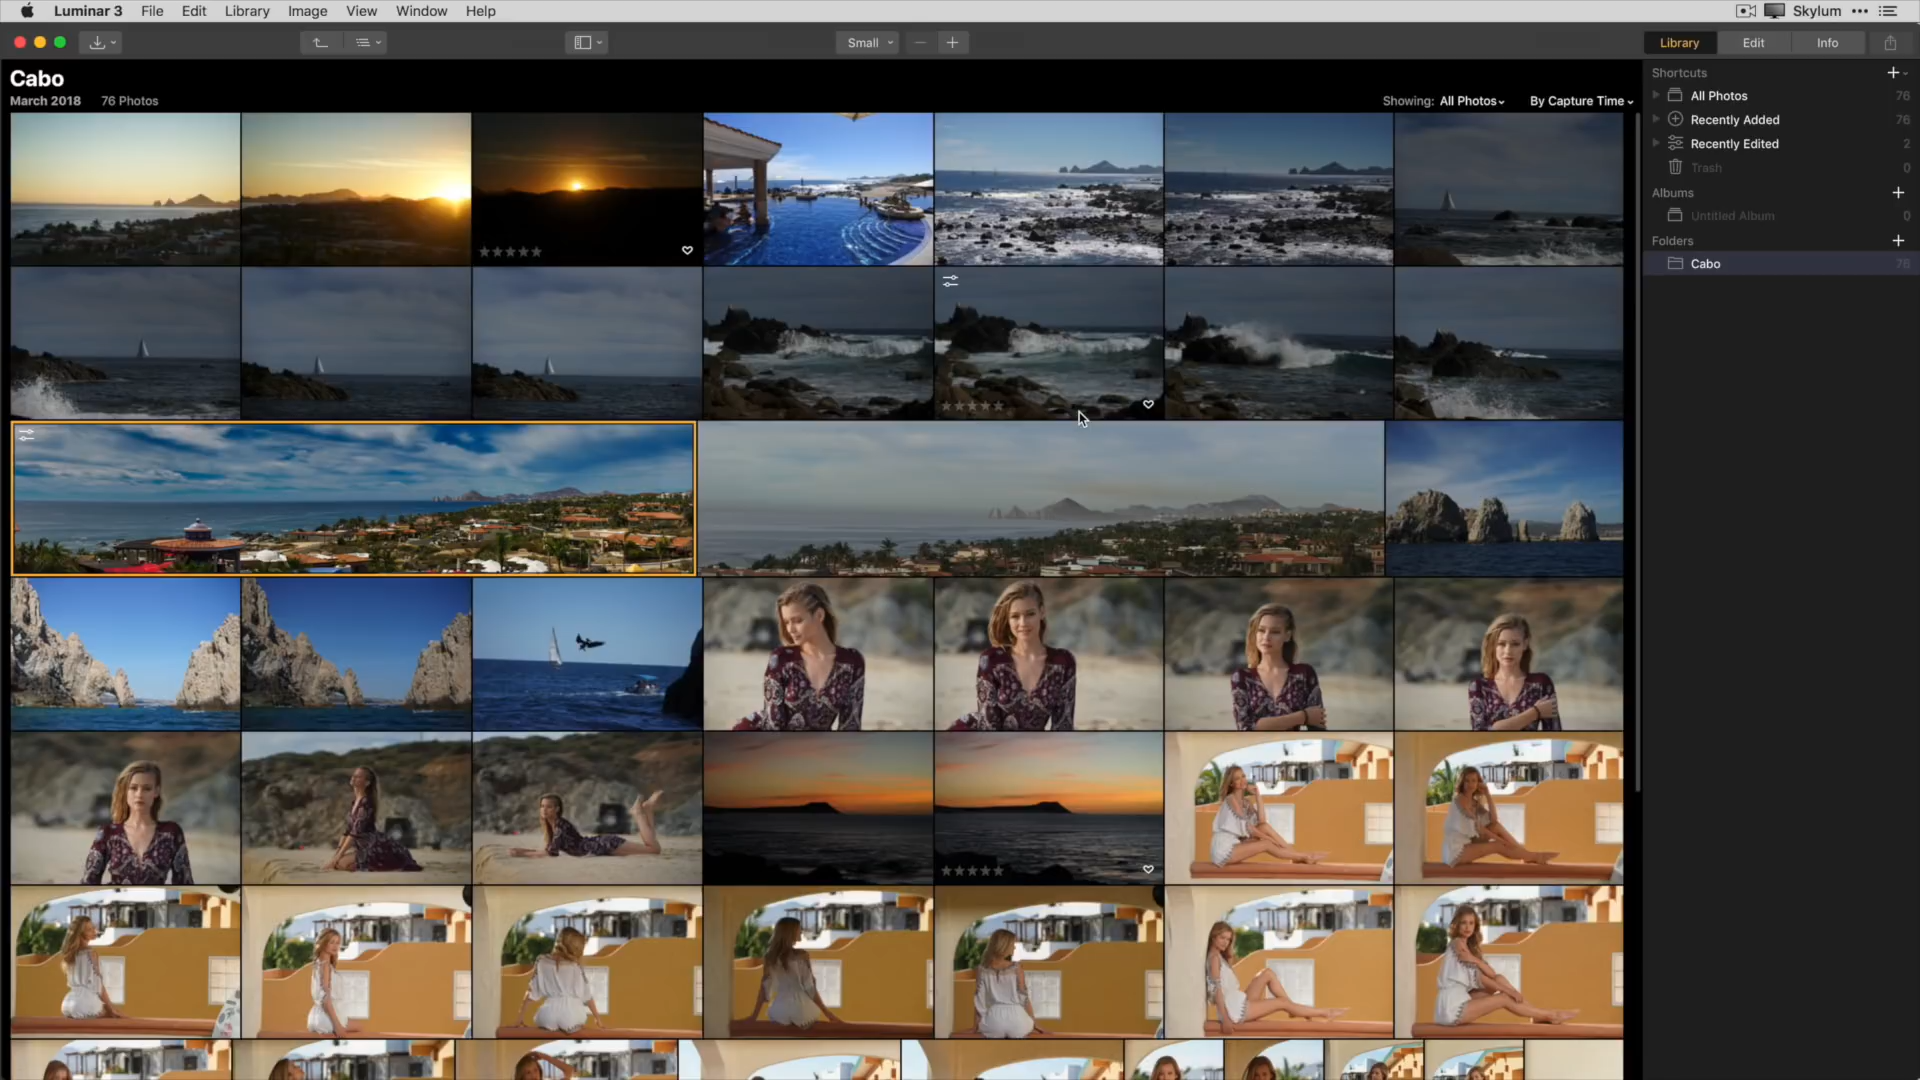 Luminar 3 File Edit Library Image View Window Help Skylum
Small Library Edit Info
Cabo
March 2018 76 Photos Showing: All Photos By Capture Time
Shortcuts
All Photos 76
Recently Added 76
Recently Edited 2
Trash 0
Albums
Untitled Album 0
Folders
Cabo 76